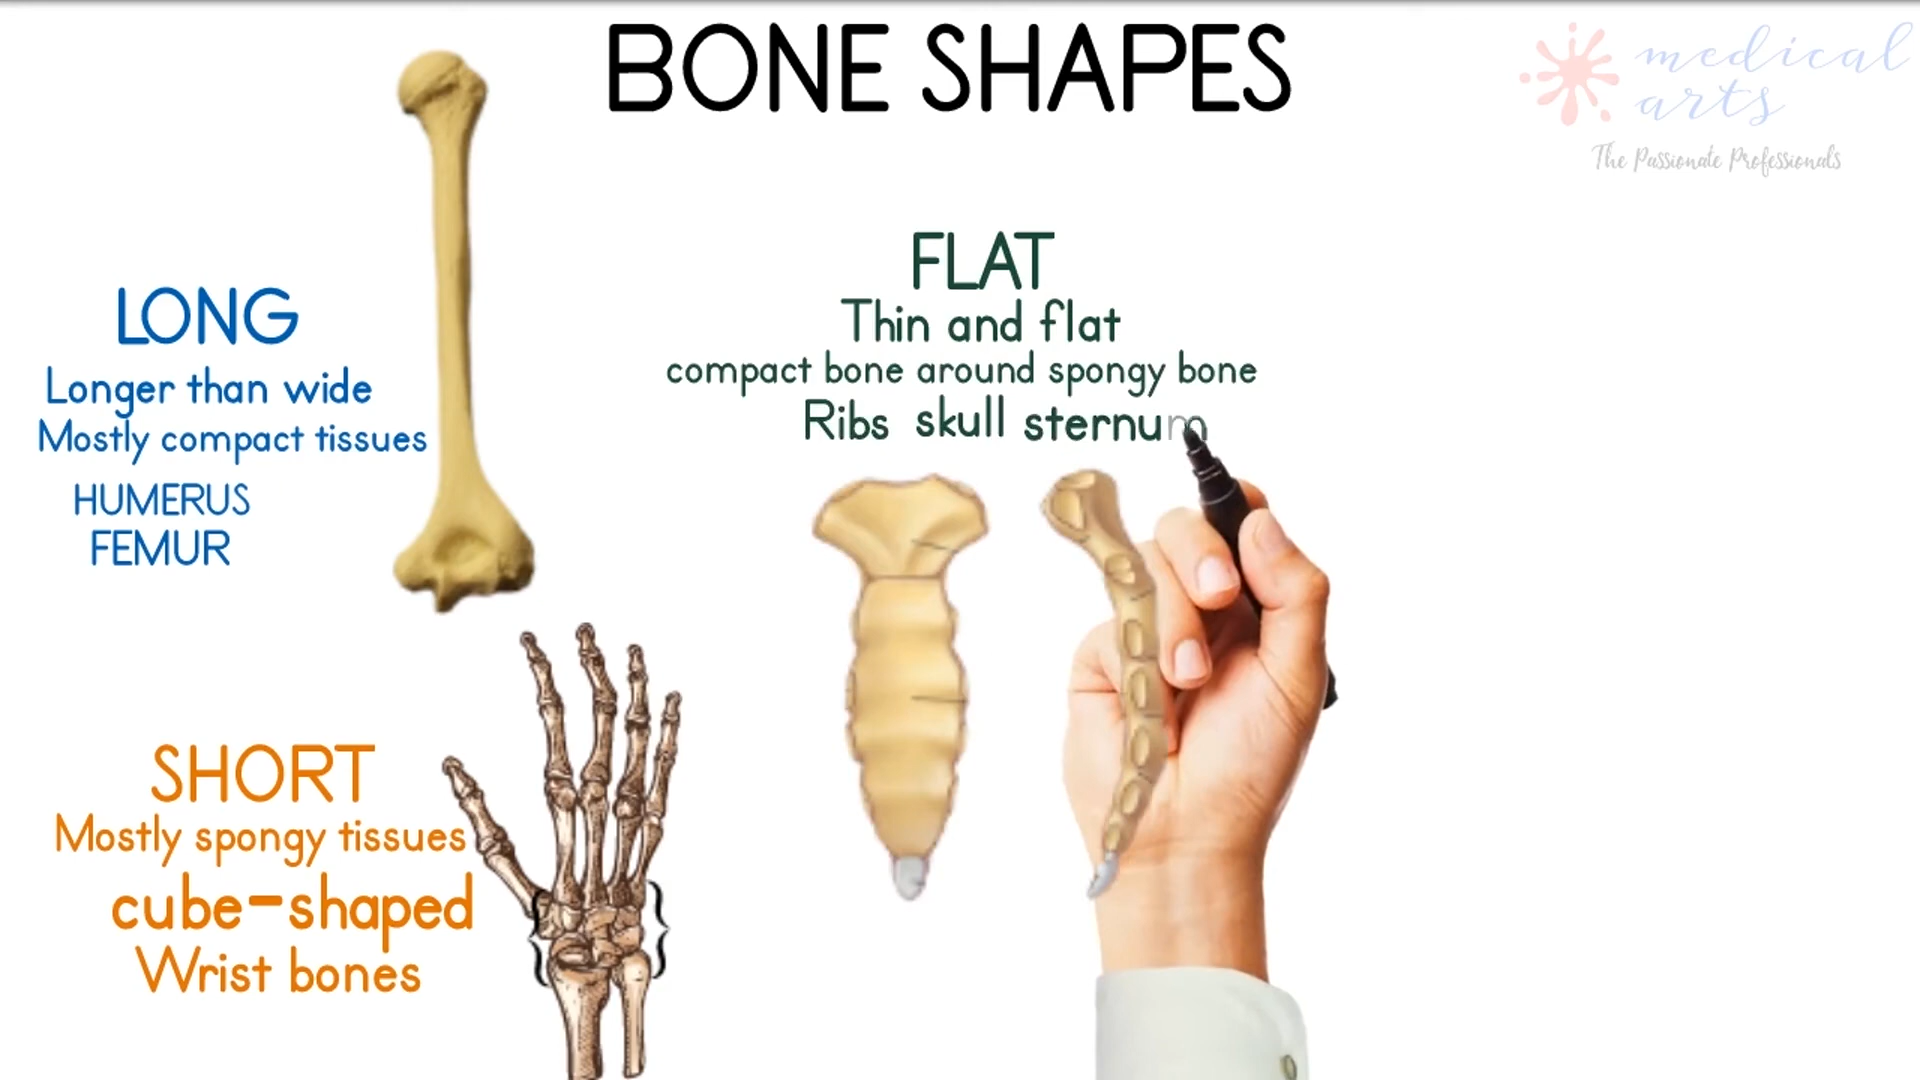 BONE SHAPES
medical
arts
The Passionate Professionals
LONG
Longer than wide
Mostly compact tissues
HUMERUS
FEMUR
FLAT
Thin and flat
compact bone around spongy bone
Ribs skull sternum
SHORT
Mostly spongy tissues
cube-shaped
Wrist bones